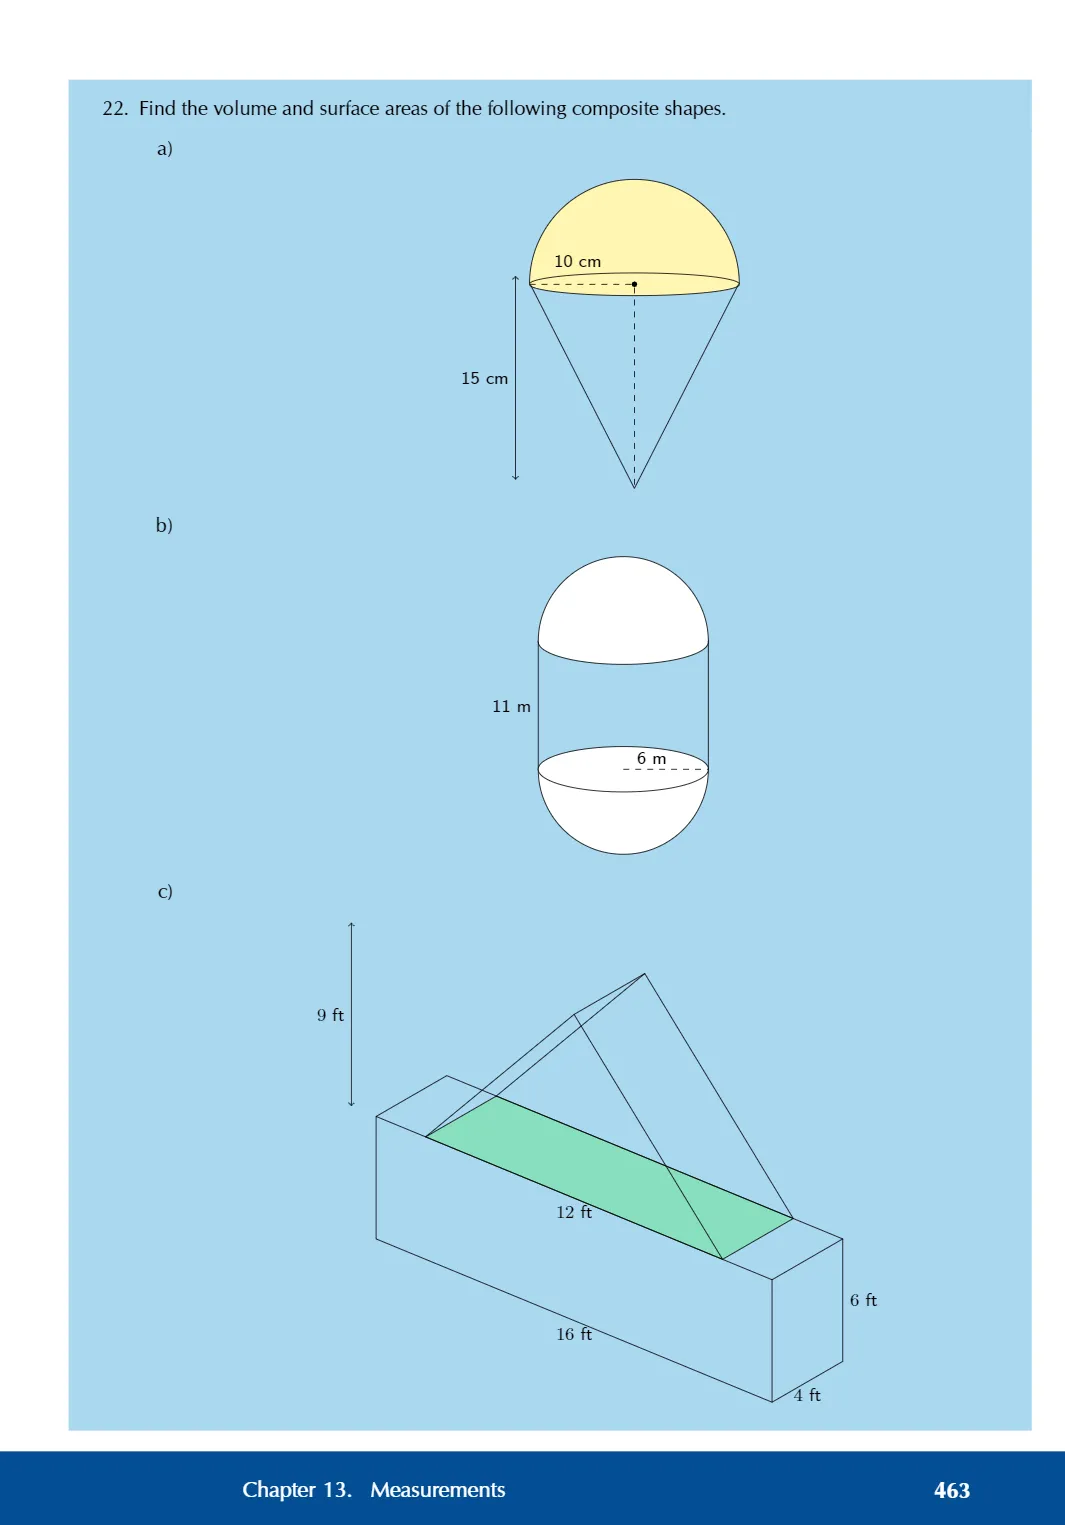 22. Find the volume and surface areas of the following composite shapes.
a)
10 cm
15 cm
b)
11 m
6 m
c)
9 ft
12 ft
6 ft
16 ft
4 ft
Chapter 13. Measurements 463